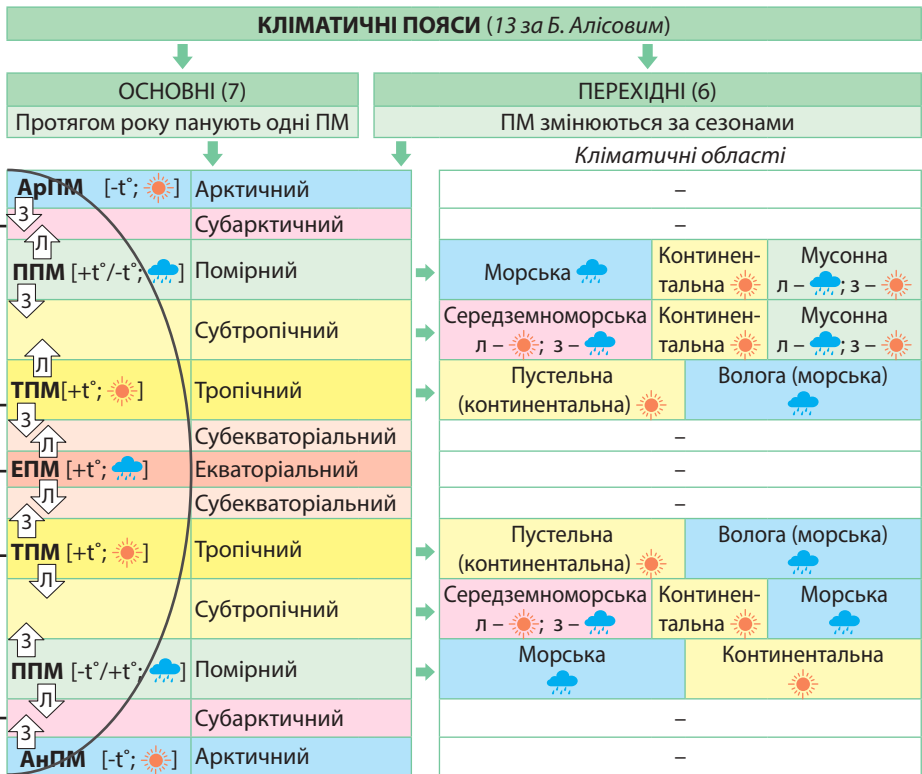 КЛІМАТИЧНІ ПОЯСИ (13 за Б. Алісовим)
ОСНОВНІ (7)
Протягом року панують одні ПМ
ПЕРЕХІДНІ (6)
ПМ змінюються за сезонами
Кліматичні області
АрПМ [-t°; ] Арктичний –
З
Субарктичний –
Л
ППМ [+t°/-t°; ] Помірний
Морська
Континен-
тальна
Мусонна
л – ; з –
З
Субтропічний
Середземноморська
л – ; з –
Континен-
тальна
Мусонна
л – ; з –
Л
ТПМ[+t°; ] Тропічний
Пустельна
(континентальна)
Волога (морська)
З
Субекваторіальний –
Л
ЕПМ [+t°; ] Екваторіальний –
Л
Субекваторіальний –
З
ТПМ [+t°; ] Тропічний
Пустельна
(континентальна)
Волога (морська)
Л
Субтропічний
Середземноморська
л – ; з –
Континен-
тальна
Морська
З
ППМ [-t°/+t°; ] Помірний
Морська
Континентальна
Л
Субарктичний –
З
АнПМ [-t°; ] Арктичний –